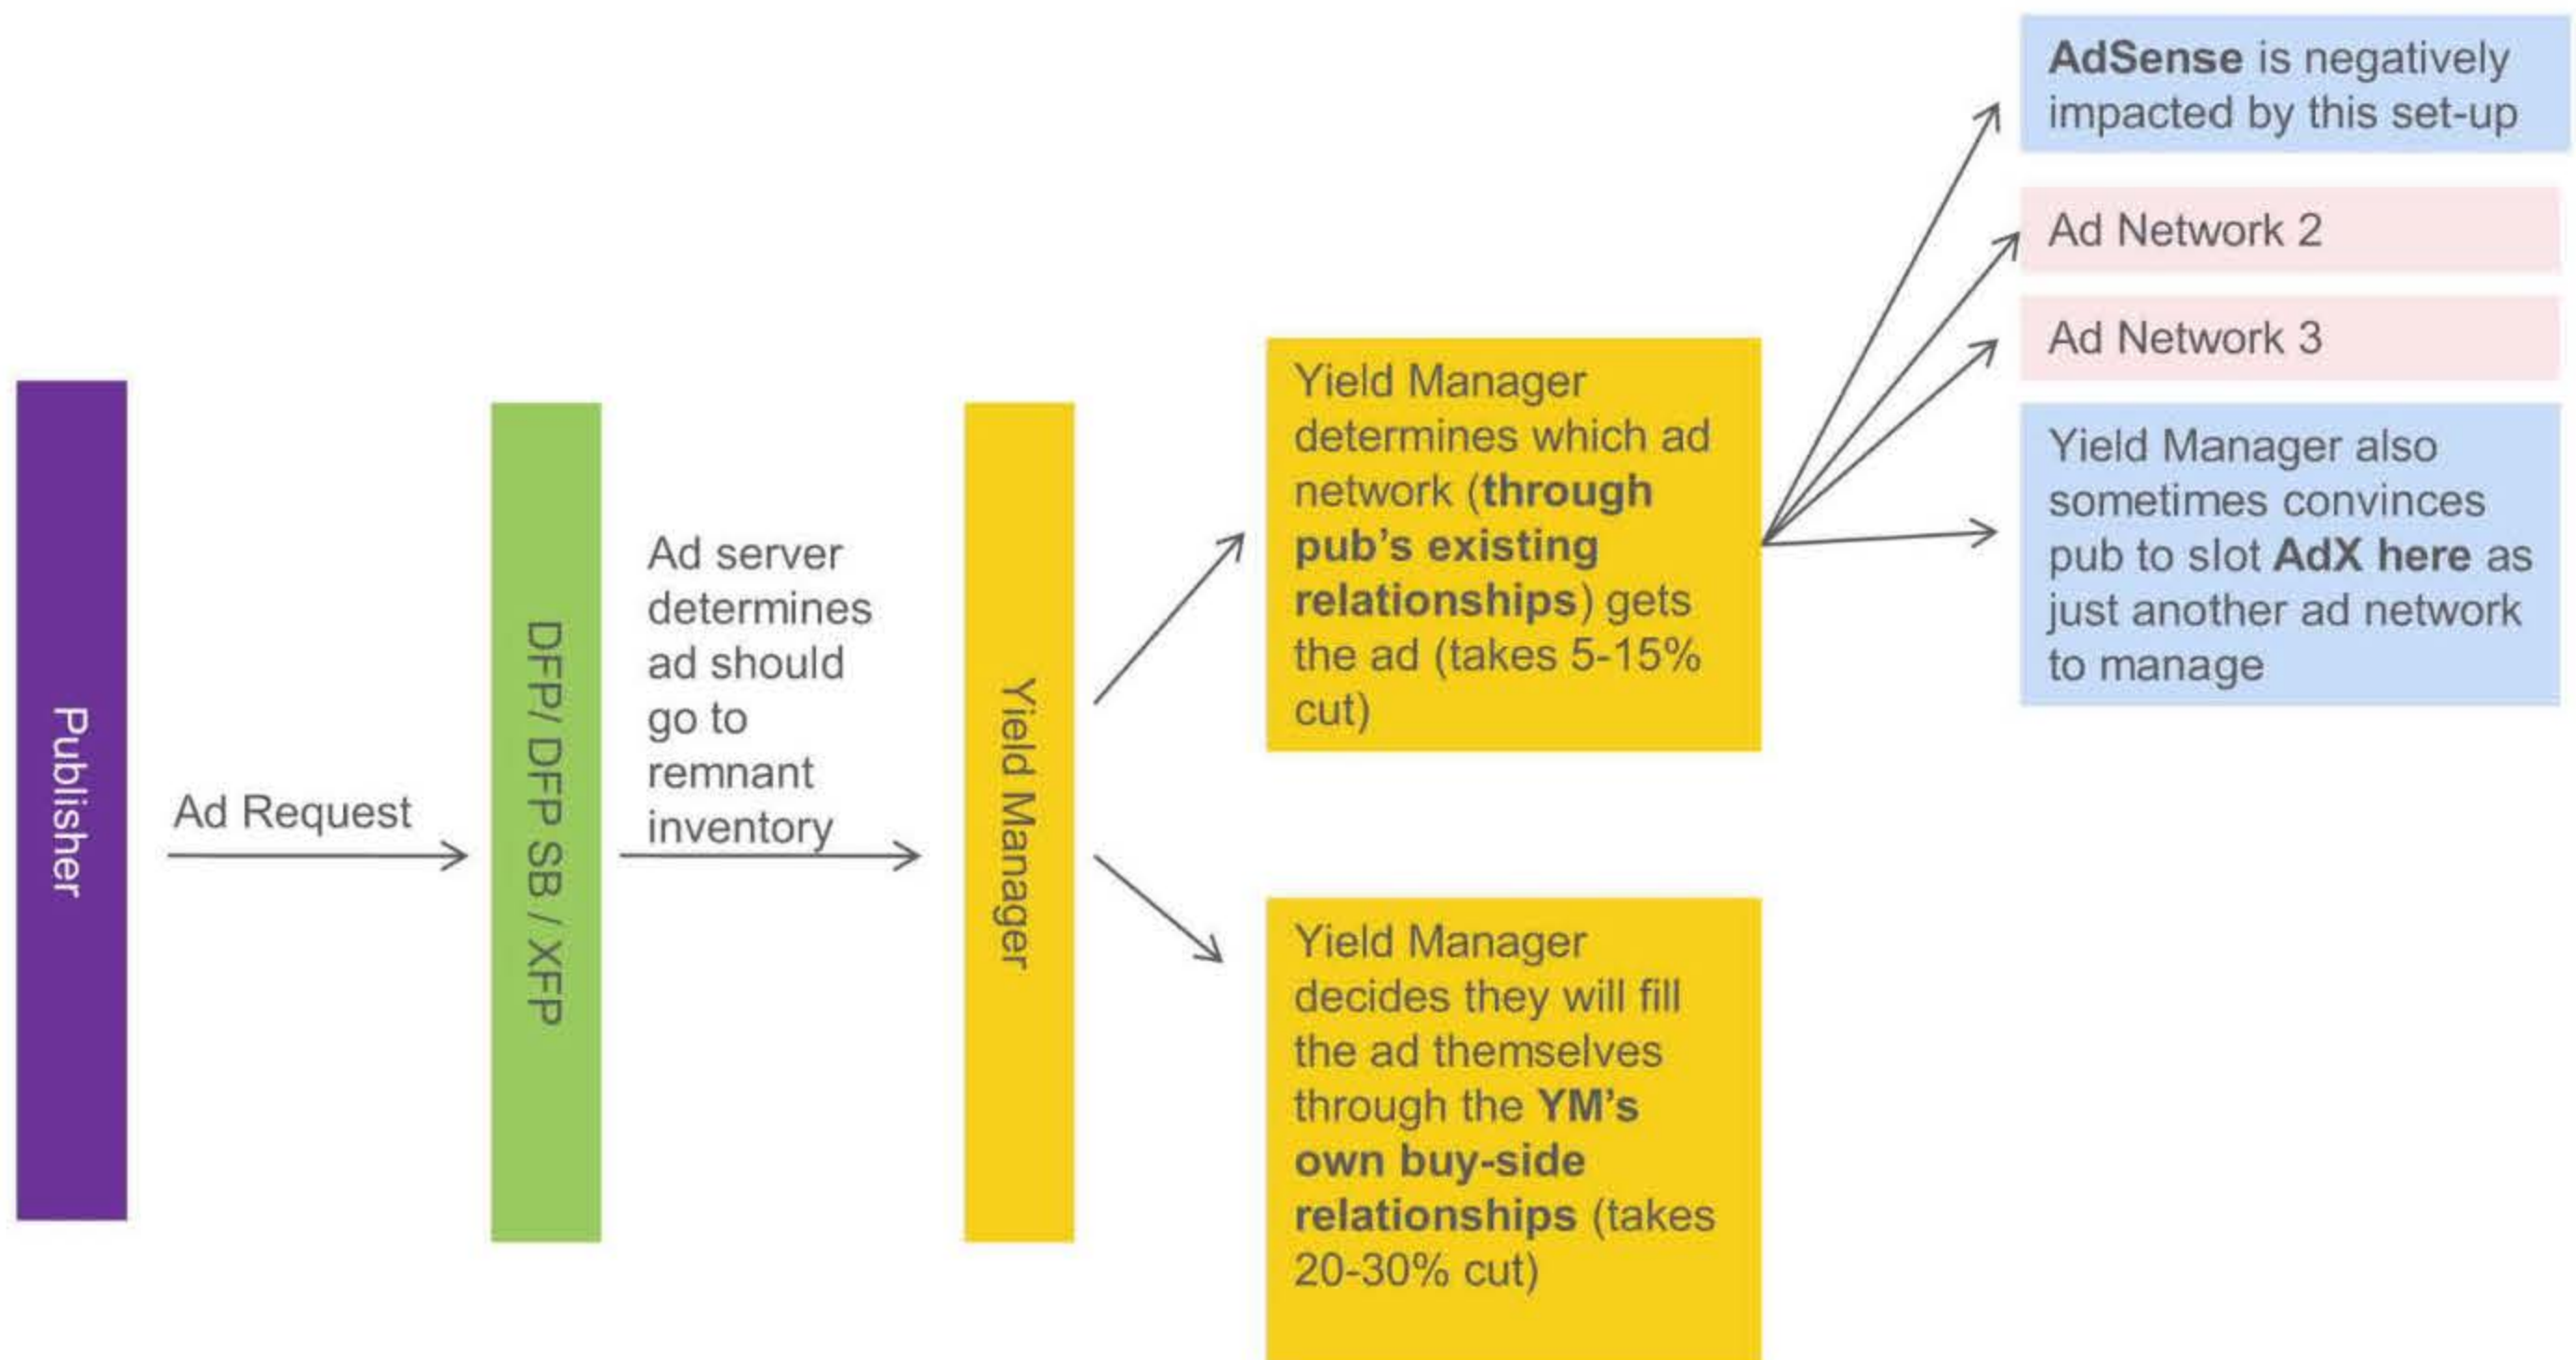 Publisher
Ad Request
DFP/ DFP SB / XFP
Ad server
determines
ad should
go to
remnant
inventory
Yield Manager
Yield Manager
determines which ad
network (through
pub's existing
relationships) gets
the ad (takes 5-15%
cut)
Yield Manager
decides they will fill
the ad themselves
through the YM's
own buy-side
relationships (takes
20-30% cut)
AdSense is negatively
impacted by this set-up
Ad Network 2
Ad Network 3
Yield Manager also
sometimes convinces
pub to slot AdX here as
just another ad network
to manage